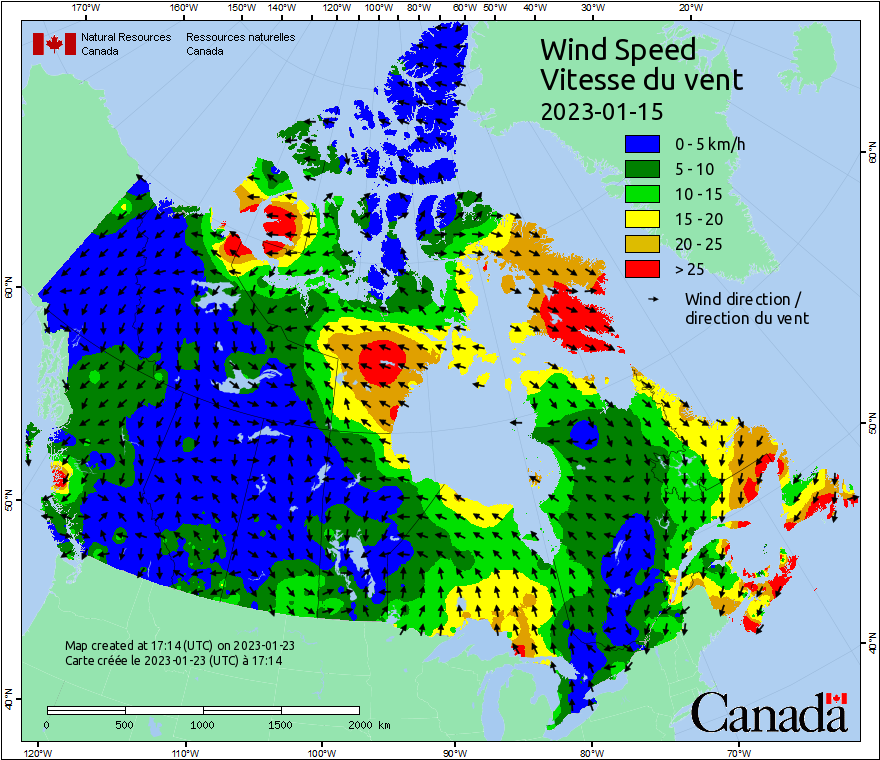 170°W 160°W 150°W 140°W 120°W 110°W 100°W 80°W 60°W 50°W 40°W 30°W 20°W
Natural Resources Ressources naturelles
Canada Canada
Wind Speed
Vitesse du vent
2023-01-15
0 - 5 km/h
5 - 10
10 - 15
15 - 20
20 - 25
> 25
Wind direction /
direction du vent
60°N 60°N
50°N 50°N
40°N 40°N
Map created at 17:14 (UTC) on 2023-01-23
Carte créée le 2023-01-23 (UTC) à 17:14
0 500 1000 1500 2000 km
Canada
120°W 110°W 100°W 90°W 80°W 70°W